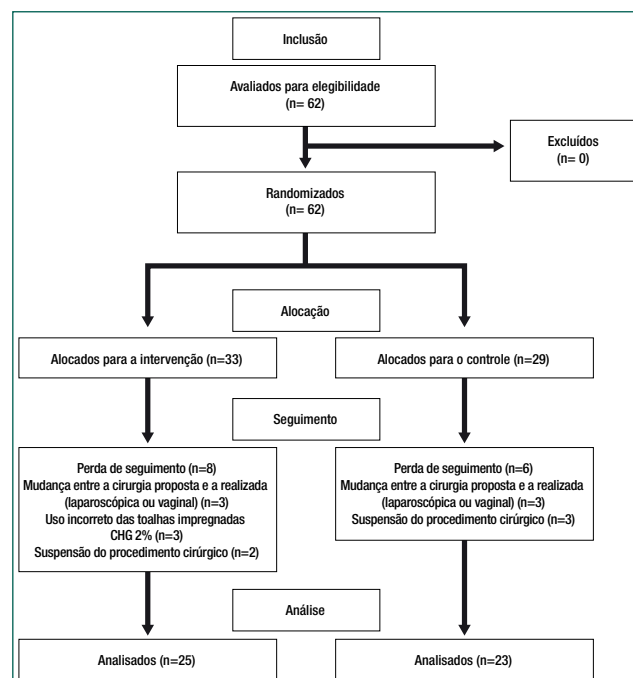 Inclusão
Avaliados para elegibilidade
(n= 62)
Excluídos
(n= 0)
Randomizados
(n= 62)
Alocação
Alocados para a intervenção (n=33)
Alocados para o controle (n=29)
Seguimento
Perda de seguimento (n=8)
Mudança entre a cirurgia proposta e a realizada
(laparoscópica ou vaginal) (n=3)
Uso incorreto das toalhas impregnadas
CHG 2% (n=3)
Suspensão do procedimento cirúrgico (n=2)
Perda de seguimento (n=6)
Mudança entre a cirurgia proposta e a realizada
(laparoscópica ou vaginal) (n=3)
Suspensão do procedimento cirúrgico (n=3)
Análise
Analisados (n=25)
Analisados (n=23)